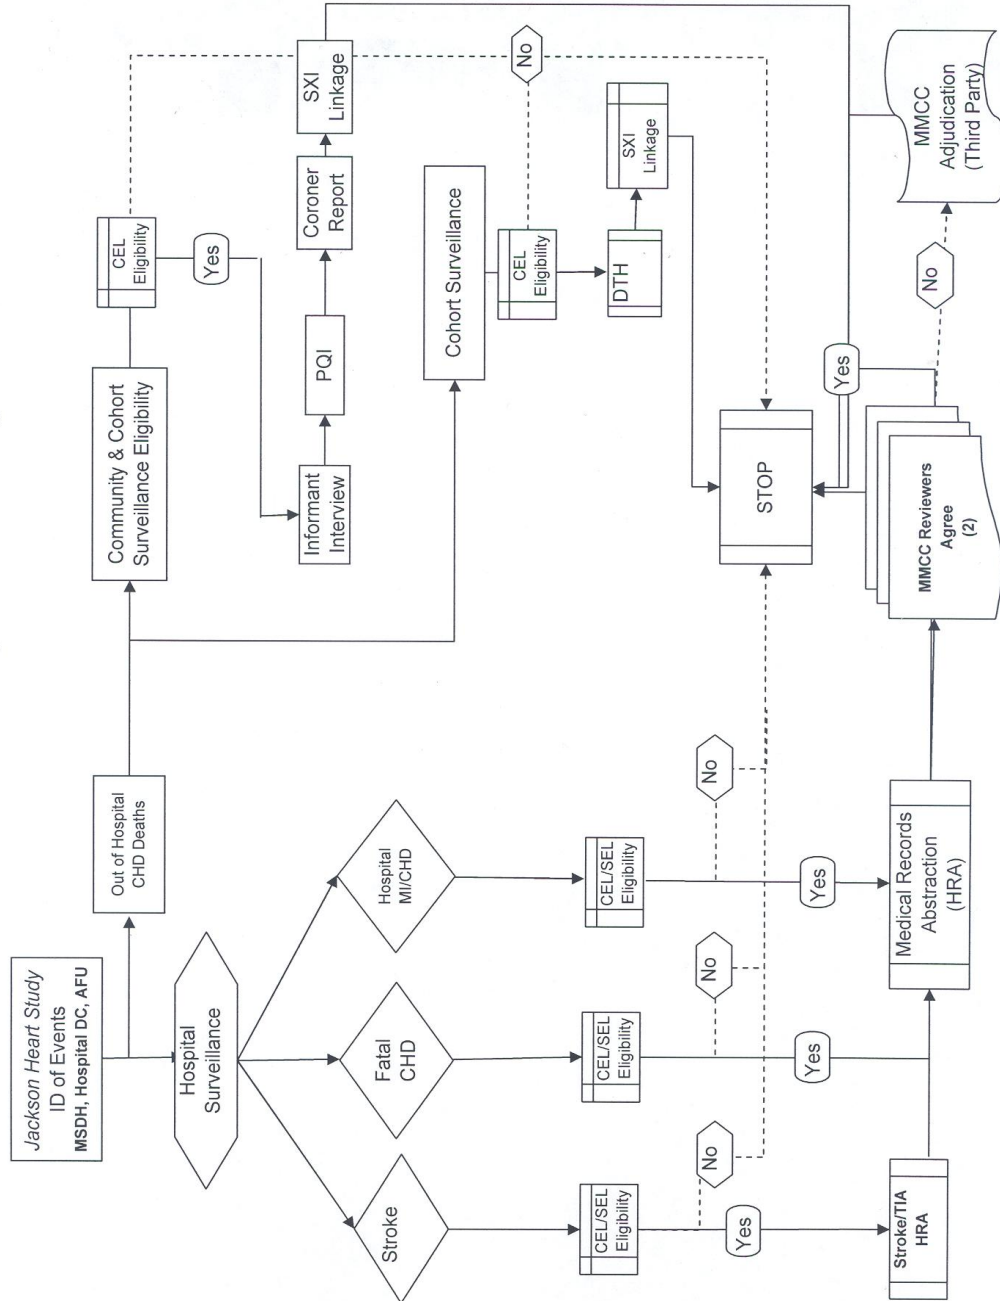 Jackson Heart Study
ID of Events
MSDH, Hospital DC, AFU
Out of Hospital
CHD Deaths
Community & Cohort
Surveillance Eligibility
CEL
Eligibility
Yes
Informant
Interview
PQI
Coroner
Report
SXI
Linkage
No
Cohort Surveillance
CEL
Eligibility
DTH
SXI
Linkage
Hospital
Surveillance
Stroke
Fatal
CHD
Hospital
MI/CHD
CEL/SEL
Eligibility
CEL/SEL
Eligibility
CEL/SEL
Eligibility
No
No
No
STOP
Yes
Yes
Yes
Yes
Stroke/TIA
HRA
Medical Records
Abstraction
(HRA)
MMCC Reviewers
Agree
(2)
No
MMCC
Adjudication
(Third Party)